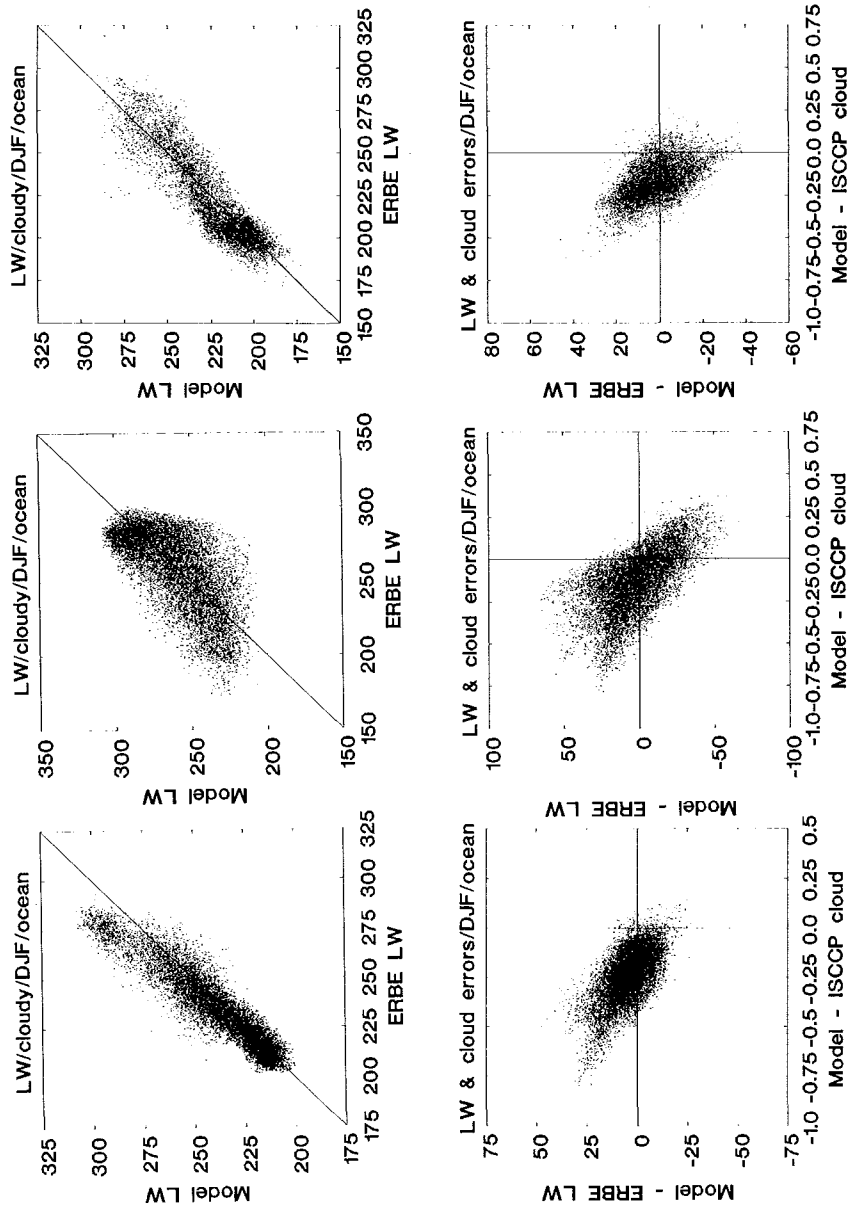 LW/cloudy/DJF/ocean
325
300
275
250
225
200
175
Model LW
175 200 225 250 275 300 325
ERBE LW
LW/cloudy/DJF/ocean
350
300
250
200
150
Model LW
150 200 250 300 350
ERBE LW
LW/cloudy/DJF/ocean
325
300
275
250
225
200
175
150
Model LW
150 175 200 225 250 275 300 325
ERBE LW
LW & cloud errors/DJF/ocean
75
50
25
0
-25
-50
-75
Model - ERBE LW
-1.0 -0.75 -0.5 -0.25 0.0 0.25 0.5
Model - ISCCP cloud
LW & cloud errors/DJF/ocean
100
50
0
-50
-100
Model - ERBE LW
-1.0-0.75-0.5-0.25 0.0 0.25 0.5 0.75
Model - ISCCP cloud
LW & cloud errors/DJF/ocean
80
60
40
20
0
-20
-40
-60
Model - ERBE LW
-1.0-0.75-0.5-0.25 0.0 0.25 0.5 0.75
Model - ISCCP cloud